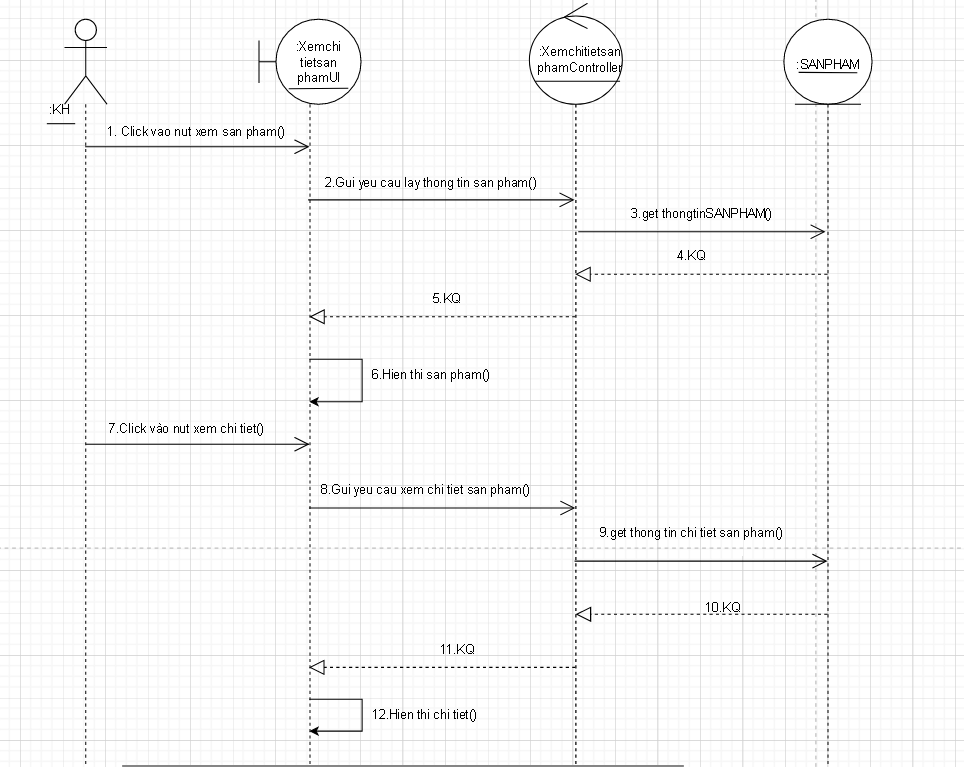 :Xemchi
tietsan
phamUI
:Xemchitietsan
phamController
:SANPHAM
:KH
1. Click vao nut xem san pham()
2.Gui yeu cau lay thong tin san pham()
3.get thongtinSANPHAM()
4.KQ
5.KQ
6.Hien thi san pham()
7.Click vào nut xem chi tiet()
8.Gui yeu cau xem chi tiet san pham()
9.get thong tin chi tiet san pham()
10.KQ
11.KQ
12.Hien thi chi tiet()